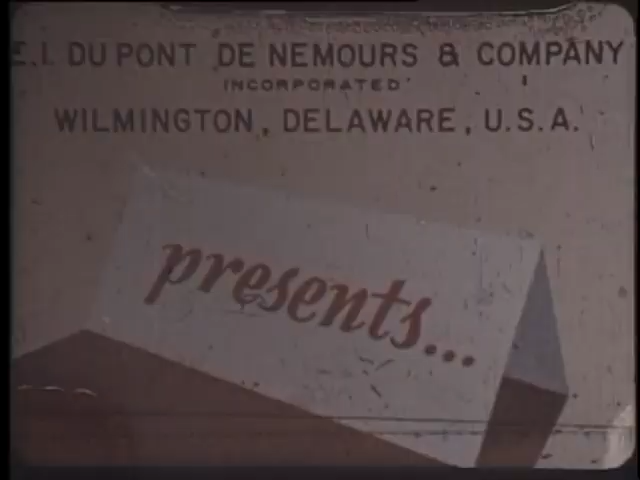 E. I. DU PONT DE NEMOURS & COMPANY
INCORPORATED
WILMINGTON, DELAWARE, U.S.A.
presents...